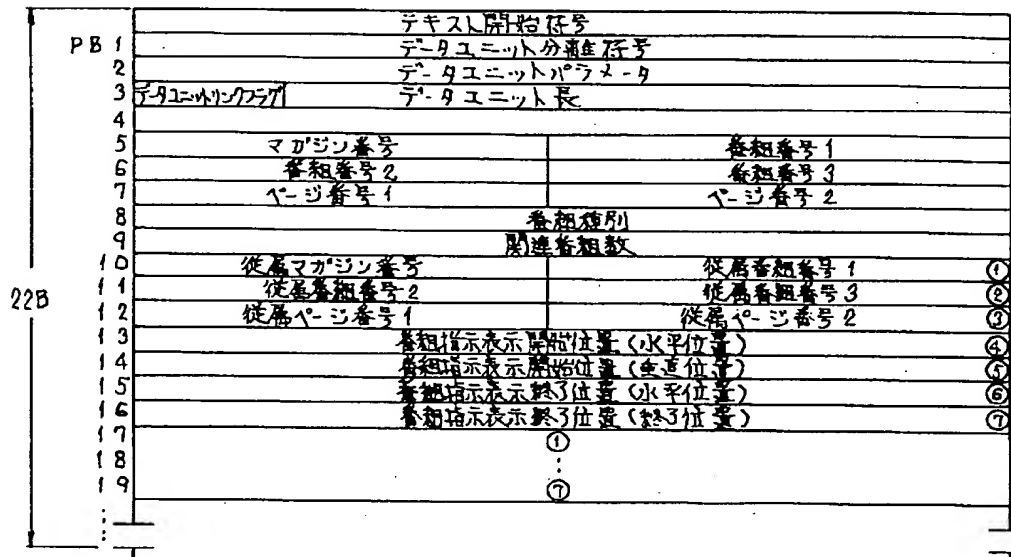 テキスト開始符号
PB 1 データユニット分離符号
2 データユニットパラメータ
3 データユニットリンクフラグ データユニット長
4
5 マガジン番号 番組番号1
6 番組番号2 番組番号3
7 ページ番号1 ページ番号2
8 番組種別
9 関連番組数
10 従属マガジン番号 従属番組番号1 ①
11 従属番組番号2 従属番組番号3 ②
12 従属ページ番号1 従属ページ番号2 ③
22B
13 番組指示表示開始位置(水平位置) ④
14 番組指示表示開始位置(垂直位置) ⑤
15 番組指示表示終了位置(水平位置) ⑥
16 番組指示表示終了位置(終了位置) ⑦
17 ①
18 :
19 ⑦
⋮